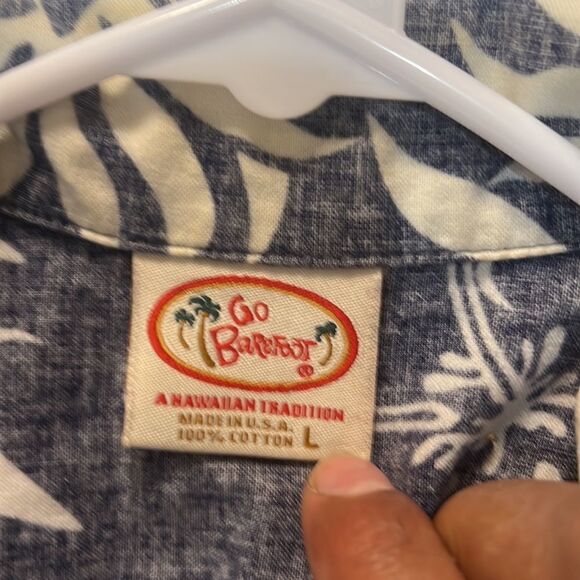 Go
Barefoot ®
A HAWAIIAN TRADITION
MADE IN U.S.A.
100% COTTON L